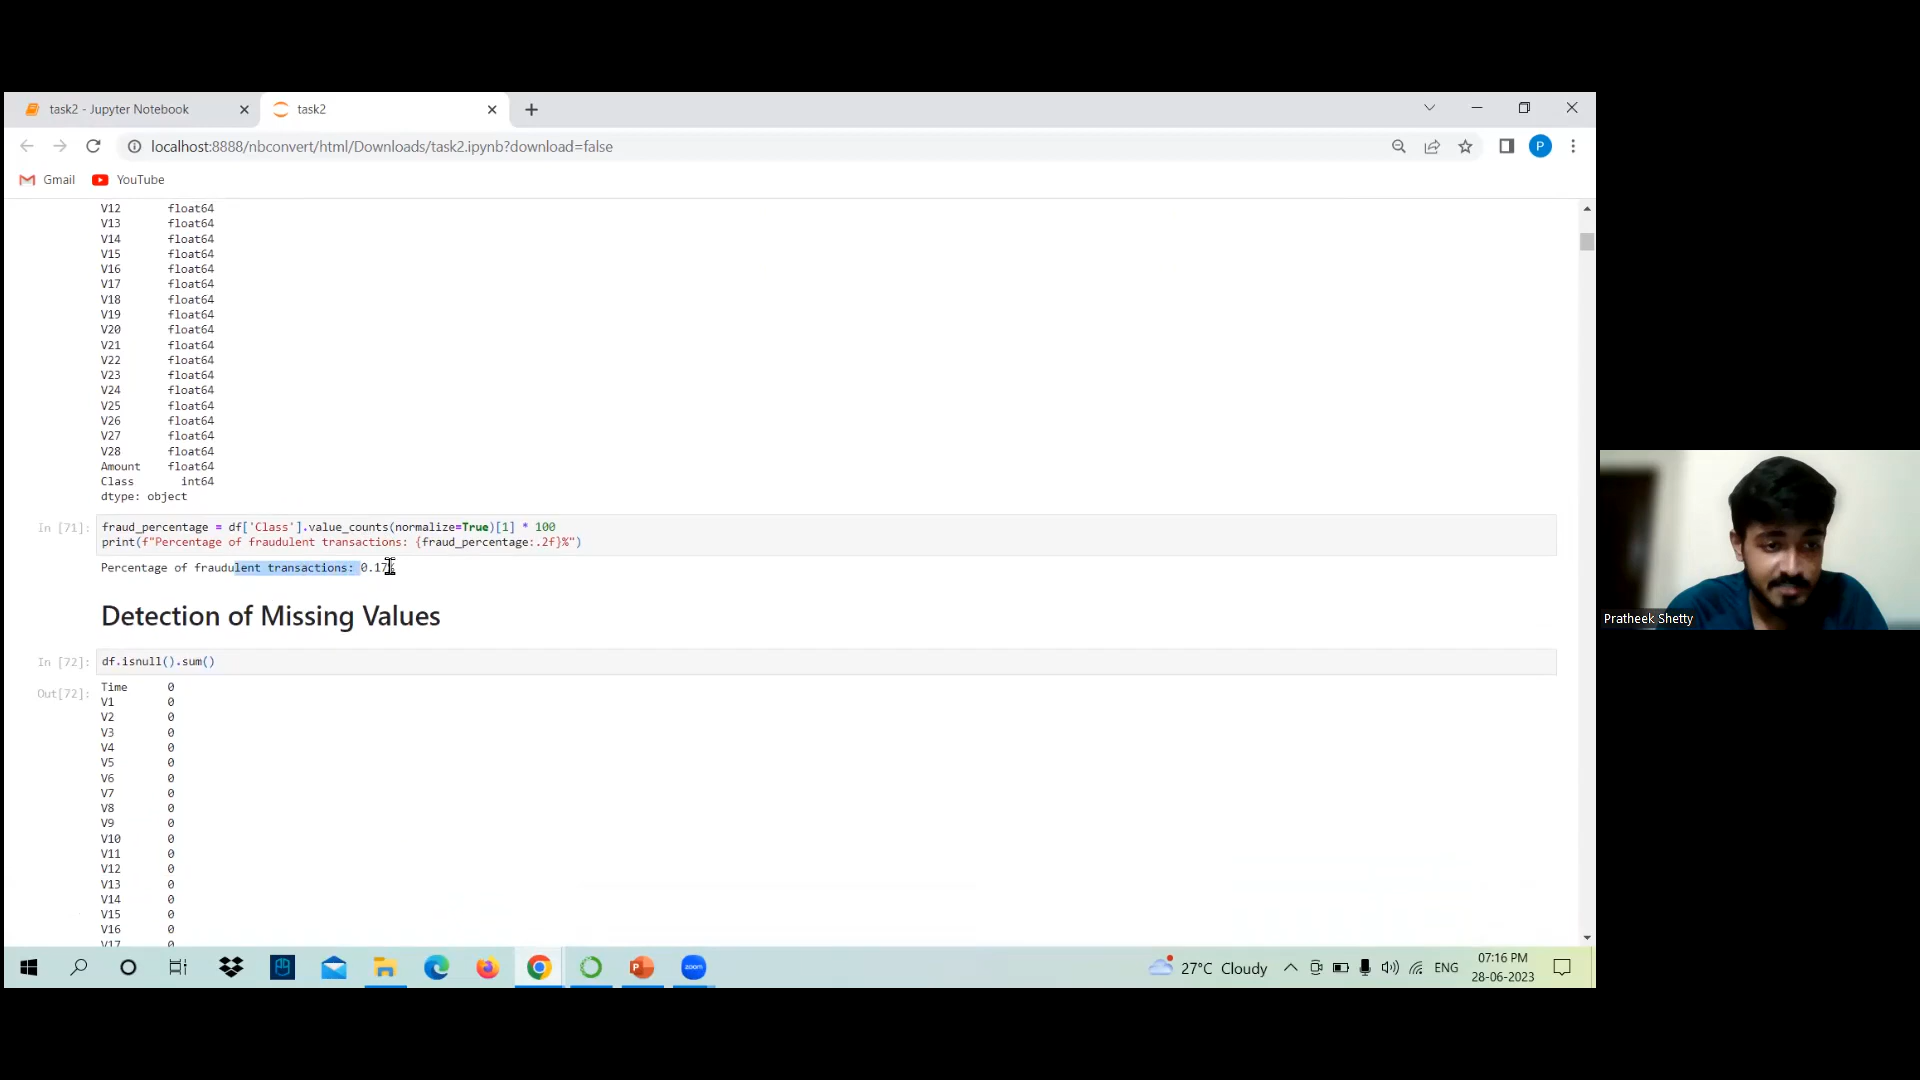 task2 - Jupyter Notebook
task2
localhost:8888/nbconvert/html/Downloads/task2.ipynb?download=false
P
Gmail
YouTube
V12 float64
V13 float64
V14 float64
V15 float64
V16 float64
V17 float64
V18 float64
V19 float64
V20 float64
V21 float64
V22 float64
V23 float64
V24 float64
V25 float64
V26 float64
V27 float64
V28 float64
Amount float64
Class int64
dtype: object
In [71]: fraud_percentage = df['Class'].value_counts(normalize=True)[1] * 100
print(f"Percentage of fraudulent transactions: {fraud_percentage:.2f}%")
Percentage of fraudulent transactions: 0.17%
Detection of Missing Values
In [72]: df.isnull().sum()
Out[72]: Time 0
V1 0
V2 0
V3 0
V4 0
V5 0
V6 0
V7 0
V8 0
V9 0
V10 0
V11 0
V12 0
V13 0
V14 0
V15 0
V16 0
V17 0
Pratheek Shetty
zoom
27°C Cloudy
ENG
07:16 PM
28-06-2023